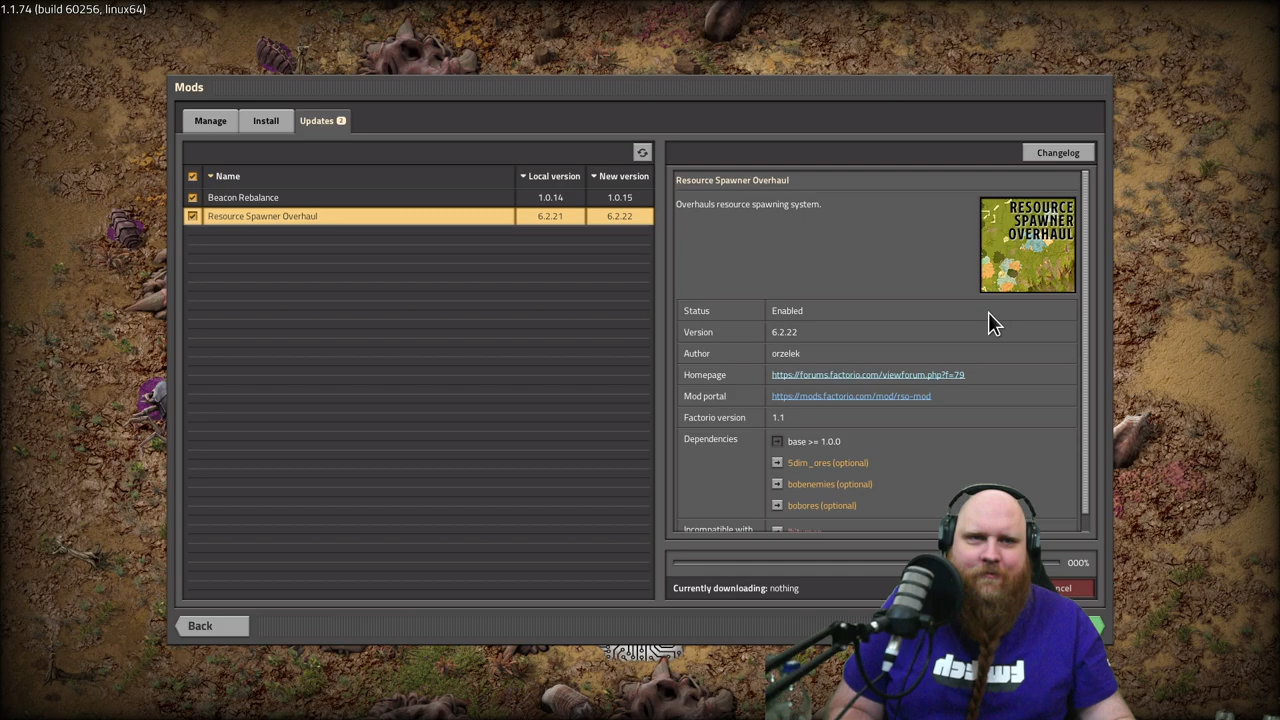 1.1.74 (build 60256, linux64)
Mods
Manage
Install
Updates 2
Name
Local version
New version
Beacon Rebalance
1.0.14
1.0.15
Resource Spawner Overhaul
6.2.21
6.2.22
Changelog
Resource Spawner Overhaul
Overhauls resource spawning system.
RESOURCE
SPAWNER
OVERHAUL
Status
Enabled
Version
6.2.22
Author
orzelek
Homepage
https://forums.factorio.com/viewforum.php?f=79
Mod portal
https://mods.factorio.com/mod/rso-mod
Factorio version
1.1
Dependencies
base >= 1.0.0
5dim_ores (optional)
bobenemies (optional)
bobores (optional)
Incompatible with
000%
Currently downloading: nothing
Back